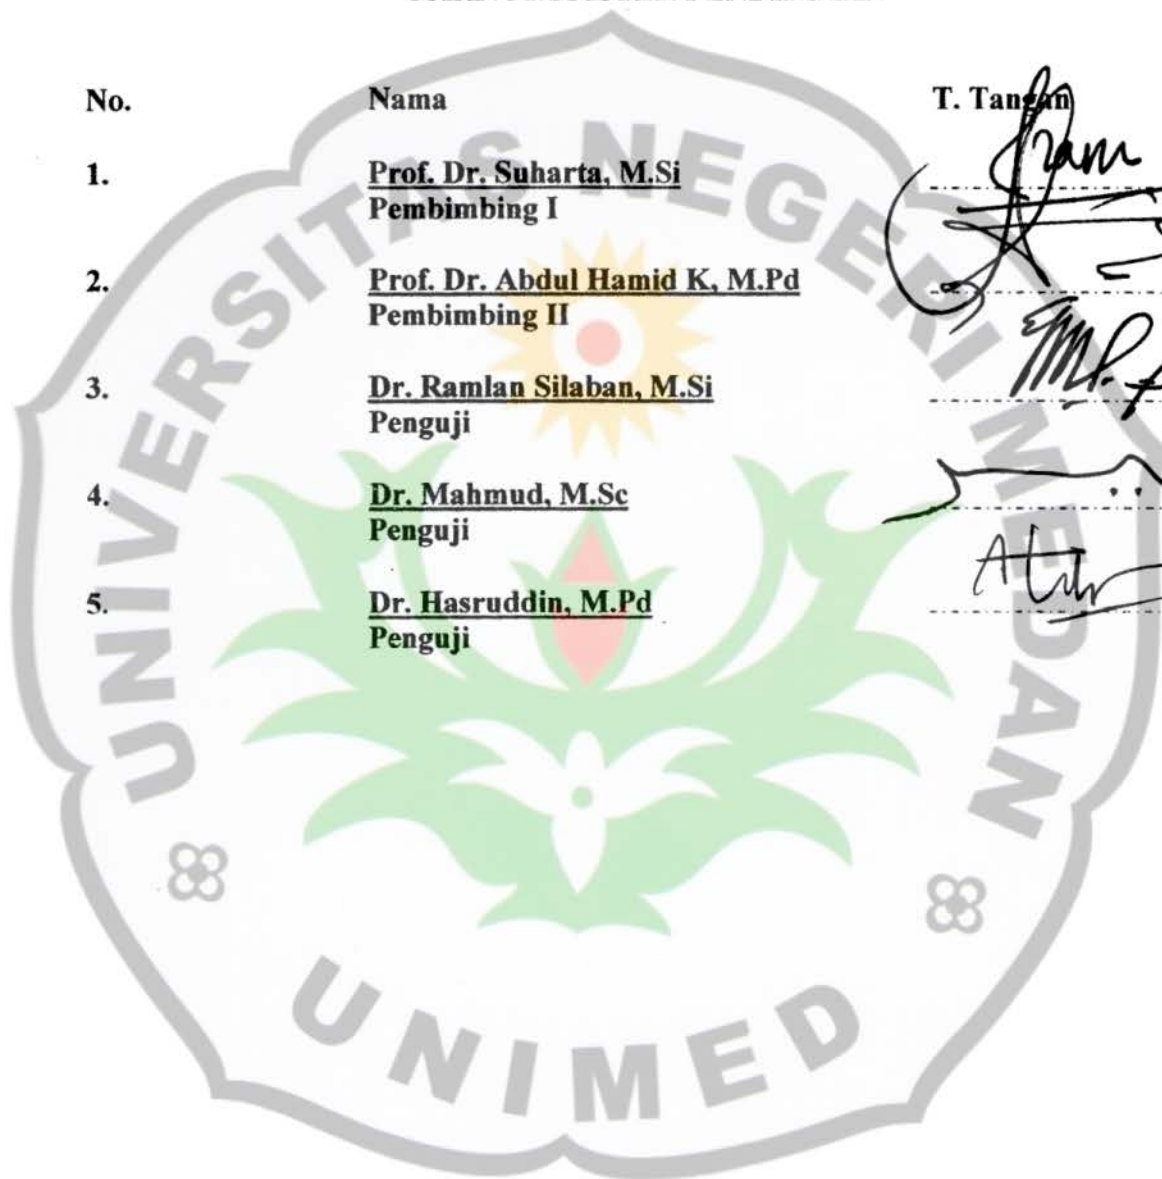 No. Nama T. Tangan
1. Prof. Dr. Suharta, M.Si
Pembimbing I
2. Prof. Dr. Abdul Hamid K, M.Pd
Pembimbing II
3. Dr. Ramlan Silaban, M.Si
Penguji
4. Dr. Mahmud, M.Sc
Penguji
5. Dr. Hasruddin, M.Pd
Penguji
UNIVERSITAS NEGERI MEDAN
UNIMED